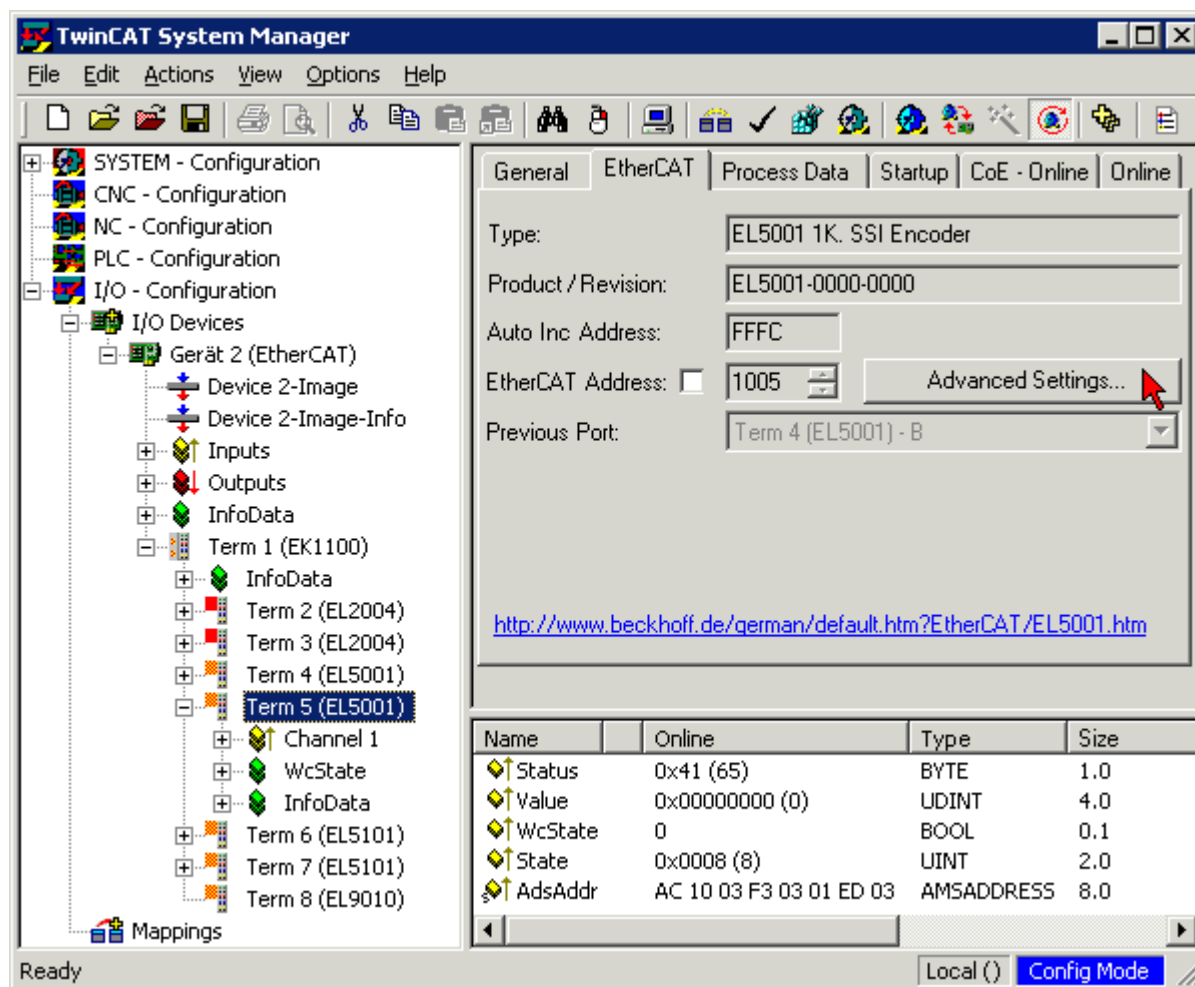 TwinCAT System Manager
File Edit Actions View Options Help
SYSTEM - Configuration
CNC - Configuration
NC - Configuration
PLC - Configuration
I/O - Configuration
I/O Devices
Gerät 2 (EtherCAT)
Device 2-Image
Device 2-Image-Info
Inputs
Outputs
InfoData
Term 1 (EK1100)
InfoData
Term 2 (EL2004)
Term 3 (EL2004)
Term 4 (EL5001)
Term 5 (EL5001)
Channel 1
WcState
InfoData
Term 6 (EL5101)
Term 7 (EL5101)
Term 8 (EL9010)
Mappings
General EtherCAT Process Data Startup CoE - Online Online
Type: EL5001 1K. SSI Encoder
Product / Revision: EL5001-0000-0000
Auto Inc Address: FFFC
EtherCAT Address: 1005 Advanced Settings...
Previous Port: Term 4 (EL5001) - B
http://www.beckhoff.de/german/default.htm?EtherCAT/EL5001.htm
Name Online Type Size
Status 0x41 (65) BYTE 1.0
Value 0x00000000 (0) UDINT 4.0
WcState 0 BOOL 0.1
State 0x0008 (8) UINT 2.0
AdsAddr AC 10 03 F3 03 01 ED 03 AMSADDRESS 8.0
Ready Local () Config Mode